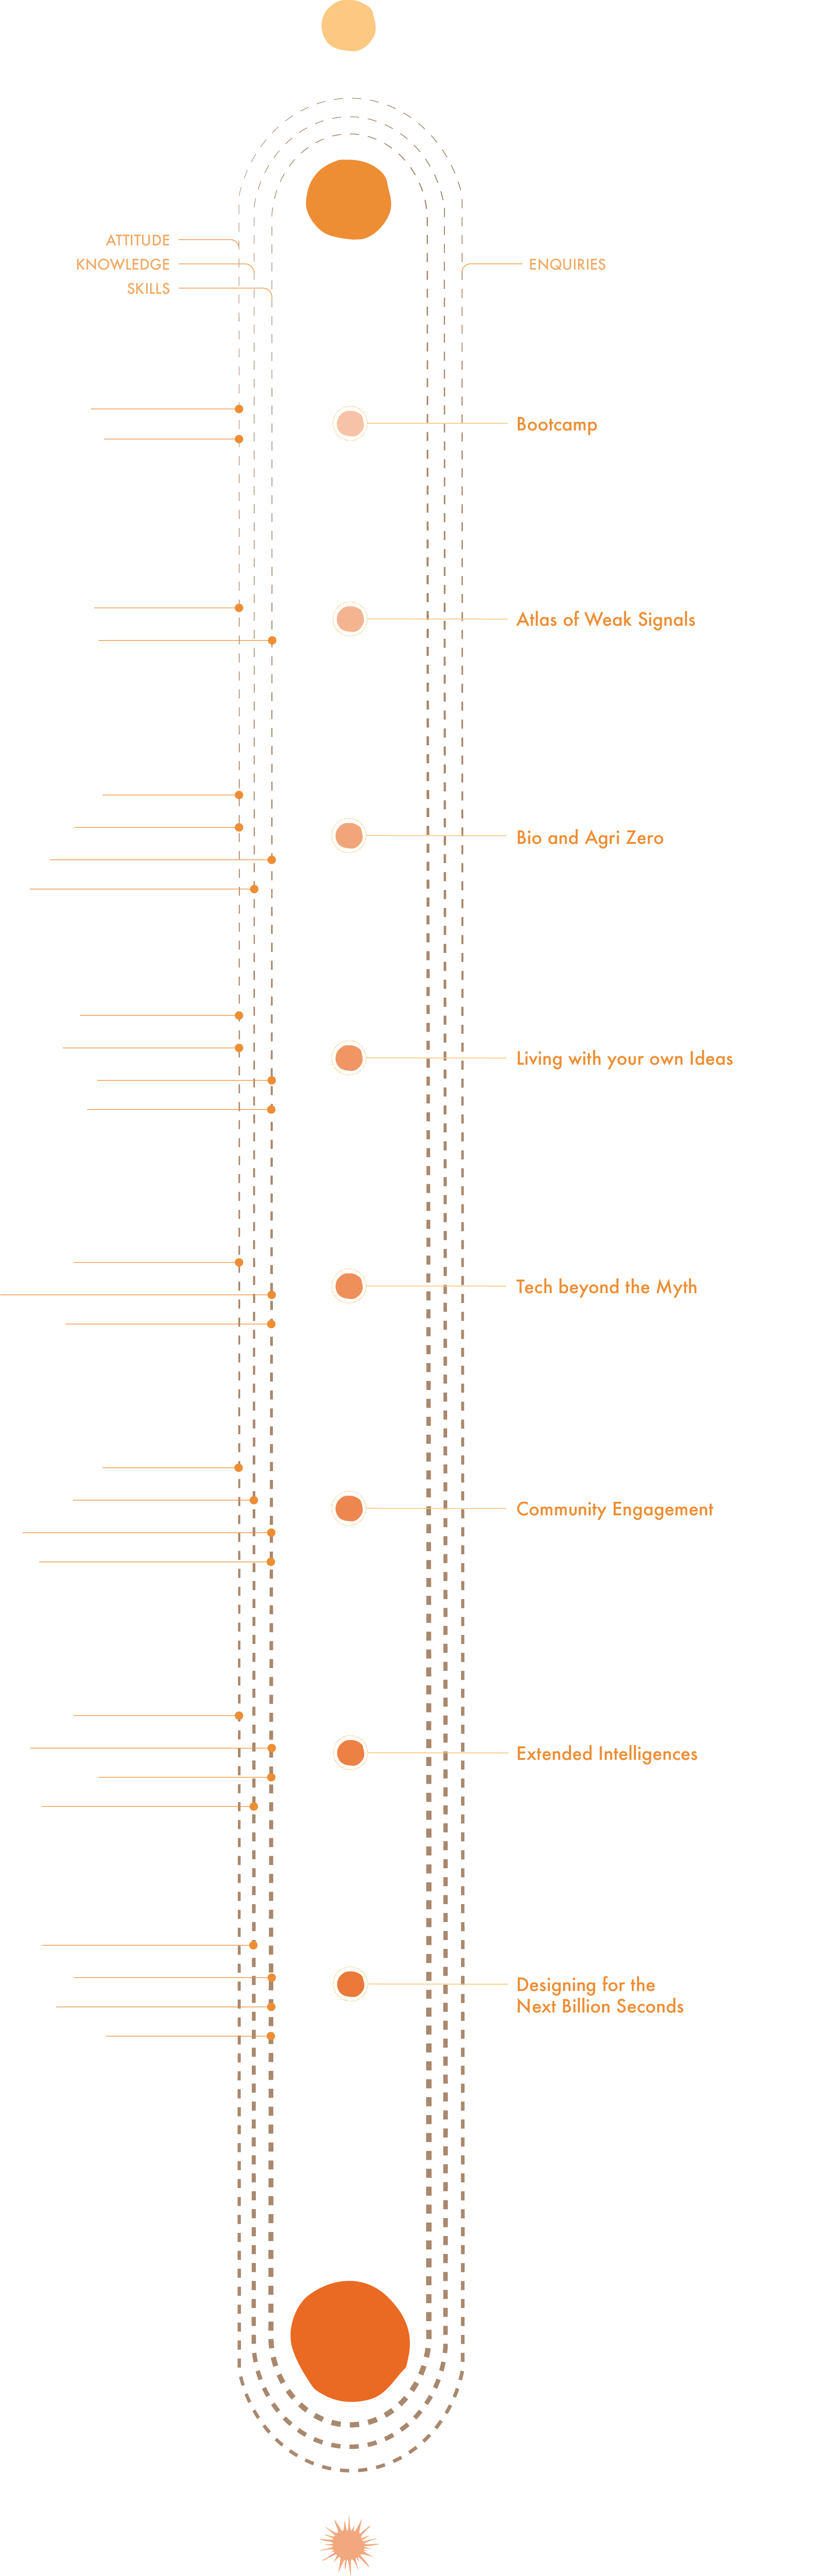 ATTITUDE
KNOWLEDGE
ENQUIRIES
SKILLS
Bootcamp
Atlas of Weak Signals
Bio and Agri Zero
Living with your own Ideas
Tech beyond the Myth
Community Engagement
Extended Intelligences
Designing for the
Next Billion Seconds